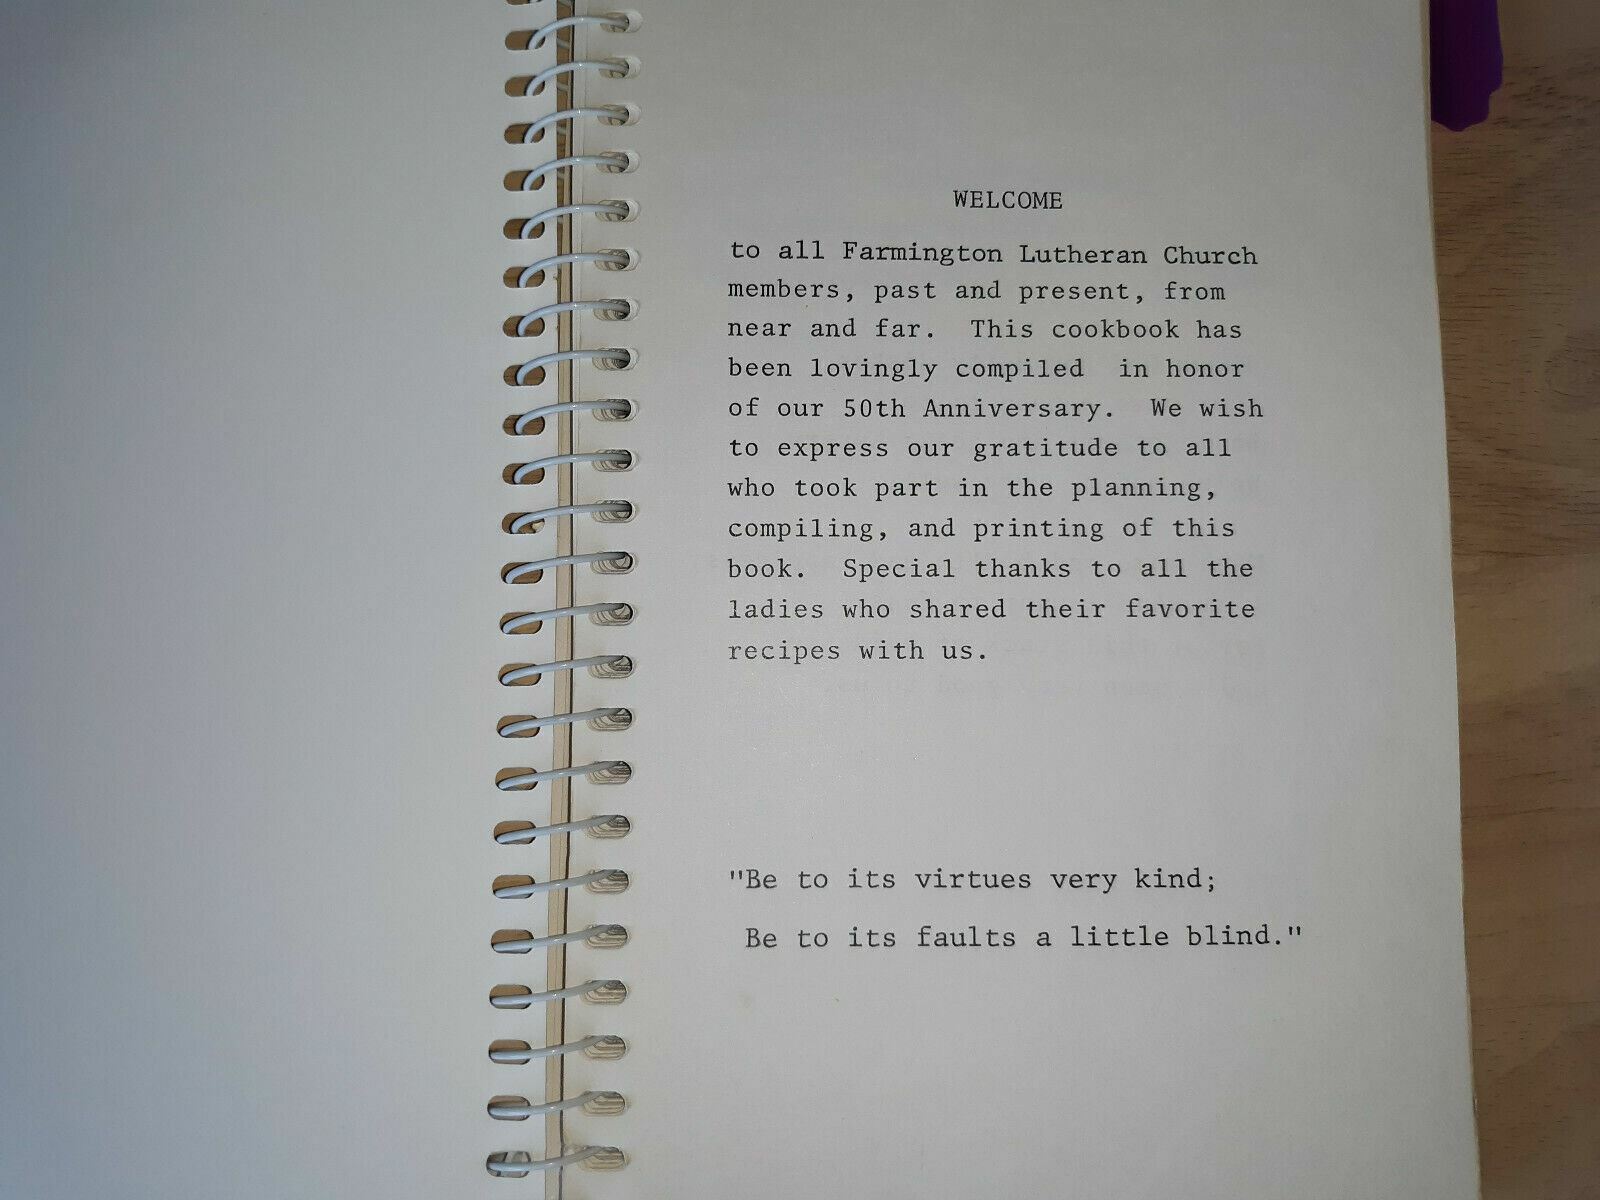 WELCOME
to all Farmington Lutheran Church
members, past and present, from
near and far. This cookbook has
been lovingly compiled in honor
of our 50th Anniversary. We wish
to express our gratitude to all
who took part in the planning,
compiling, and printing of this
book. Special thanks to all the
ladies who shared their favorite
recipes with us.
"Be to its virtues very kind;
Be to its faults a little blind."